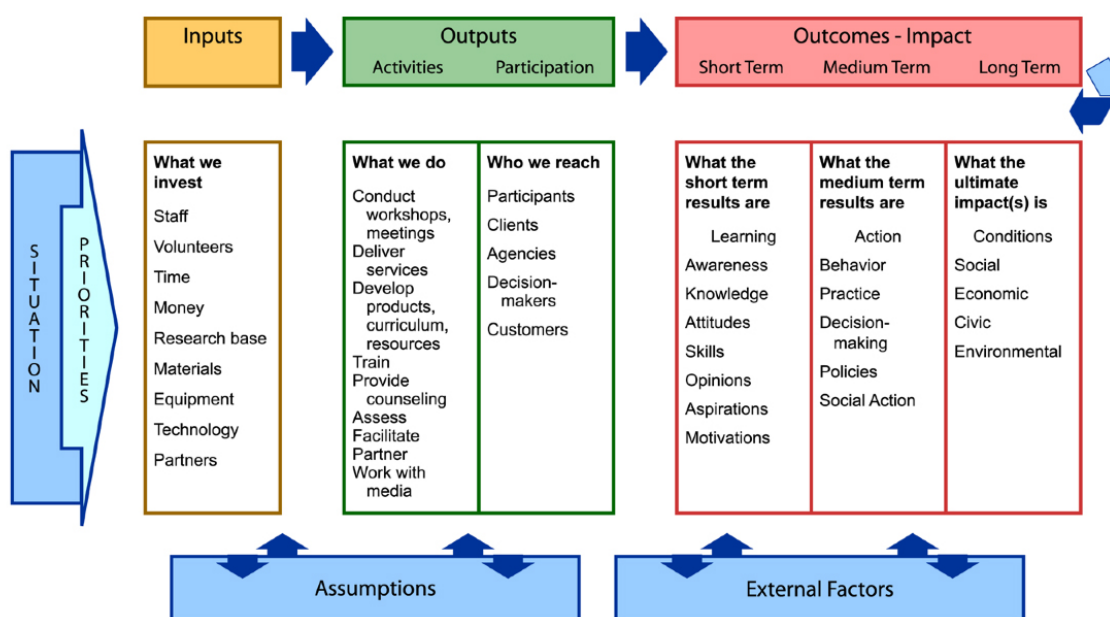 Inputs
Outputs
Activities Participation
Outcomes - Impact
Short Term Medium Term Long Term
SITUATION
PRIORITIES
What we
invest
Staff
Volunteers
Time
Money
Research base
Materials
Equipment
Technology
Partners
What we do
Conduct
workshops,
meetings
Deliver
services
Develop
products,
curriculum,
resources
Train
Provide
counseling
Assess
Facilitate
Partner
Work with
media
Who we reach
Participants
Clients
Agencies
Decision-
makers
Customers
What the
short term
results are
Learning
Awareness
Knowledge
Attitudes
Skills
Opinions
Aspirations
Motivations
What the
medium term
results are
Action
Behavior
Practice
Decision-
making
Policies
Social Action
What the
ultimate
impact(s) is
Conditions
Social
Economic
Civic
Environmental
Assumptions
External Factors